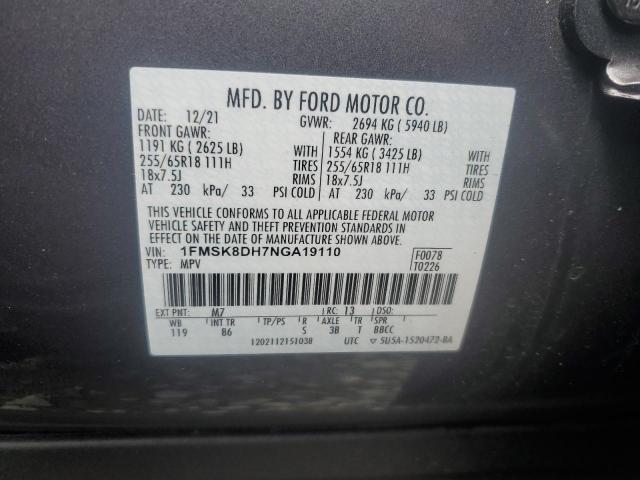 MFD. BY FORD MOTOR CO.
DATE: 12/21 GVWR: 2694 KG ( 5940 LB)
FRONT GAWR: REAR GAWR:
1191 KG ( 2625 LB) WITH 1554 KG ( 3425 LB) WITH
255/65R18 111H TIRES 255/65R18 111H TIRES
18x7.5J RIMS 18x7.5J RIMS
AT 230 kPa/ 33 PSI COLD AT 230 kPa/ 33 PSI COLD
THIS VEHICLE CONFORMS TO ALL APPLICABLE FEDERAL MOTOR
VEHICLE SAFETY AND THEFT PREVENTION STANDARDS IN
EFFECT ON THE DATE OF MANUFACTURE SHOWN ABOVE.
VIN: 1FMSK8DH7NGA19110 F0078
TYPE: MPV T0226
EXT PNT: M7 RC: 13 DSO:
WB INT TR TP/PS R AXLE TR SPR
119 86 S 3B T BBCC
1202112151038 UTC 5U5A-1520472-BA